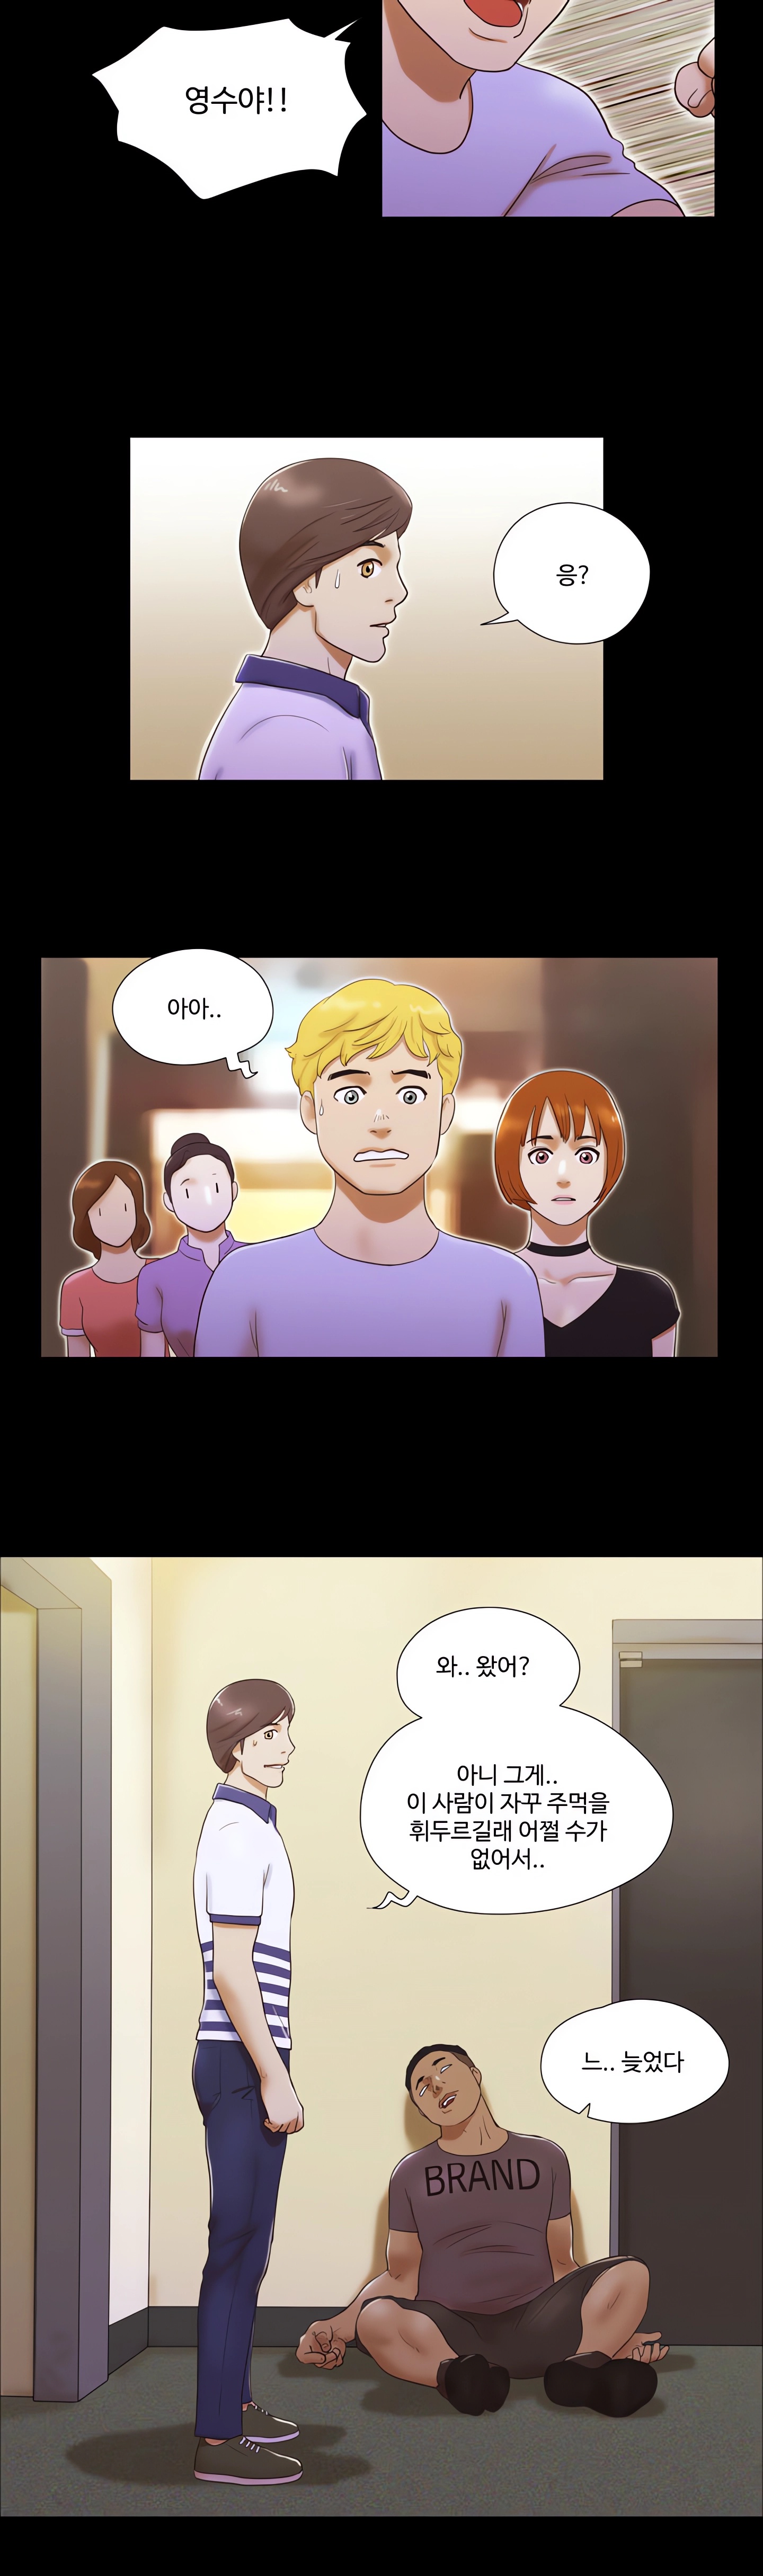 영수야!!
응?
아아..
와.. 왔어?
아니 그게..
이 사람이 자꾸 주먹을
휘두르길래 어쩔 수가
없어서..
느.. 늦었다
BRAND